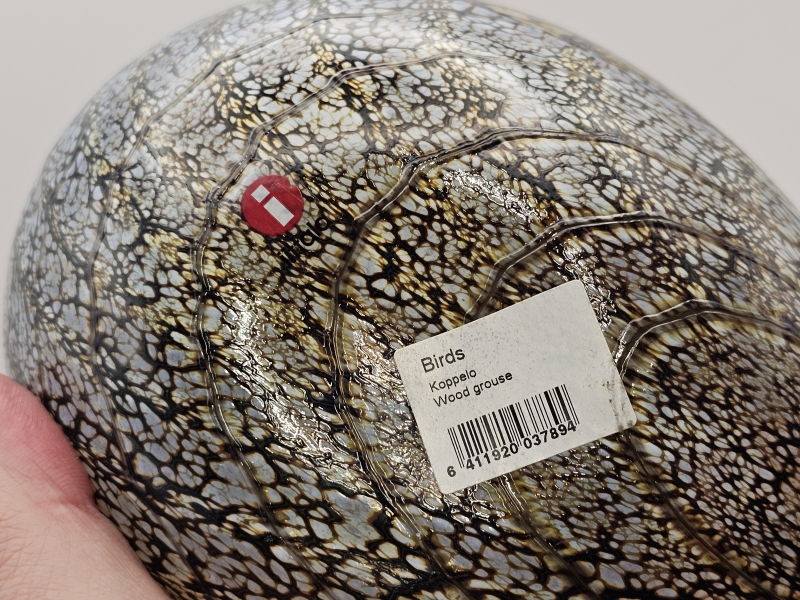 i
Birds
Koppelo
Wood grouse
6 411920 037894